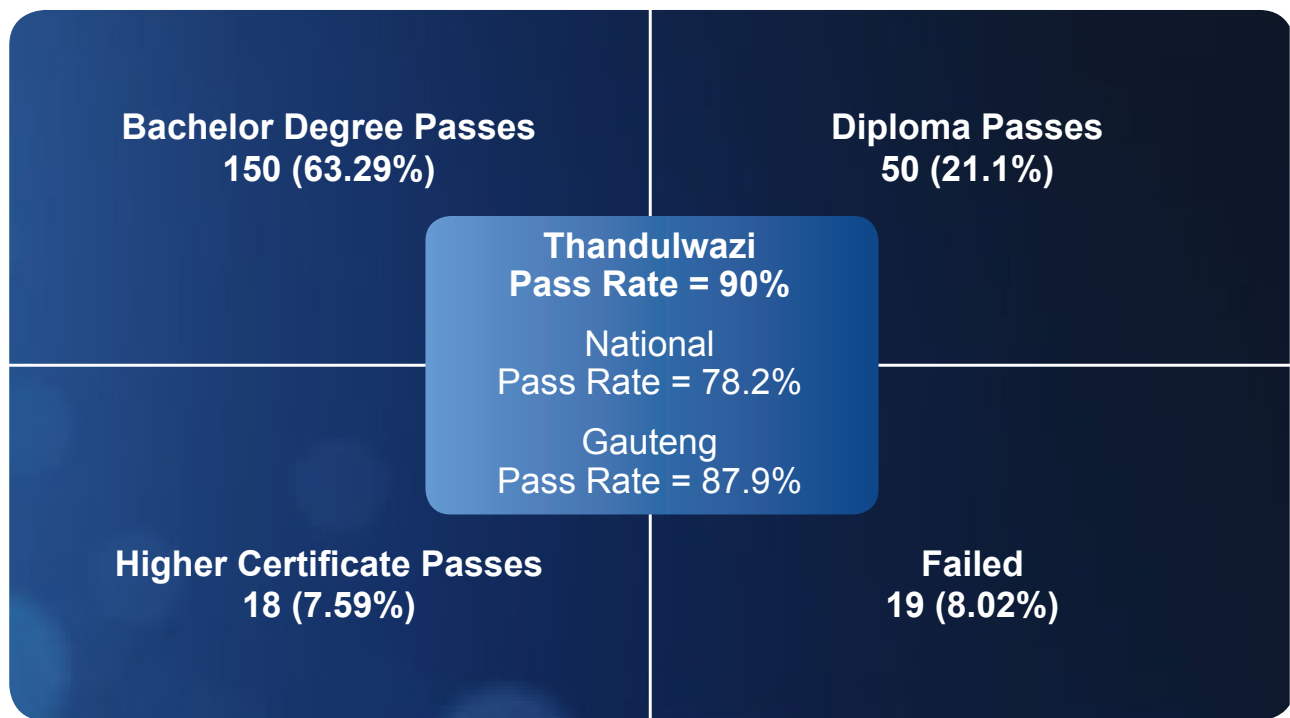 Bachelor Degree Passes
150 (63.29%)
Diploma Passes
50 (21.1%)
Thandulwazi
Pass Rate = 90%
National
Pass Rate = 78.2%
Gauteng
Pass Rate = 87.9%
Higher Certificate Passes
18 (7.59%)
Failed
19 (8.02%)